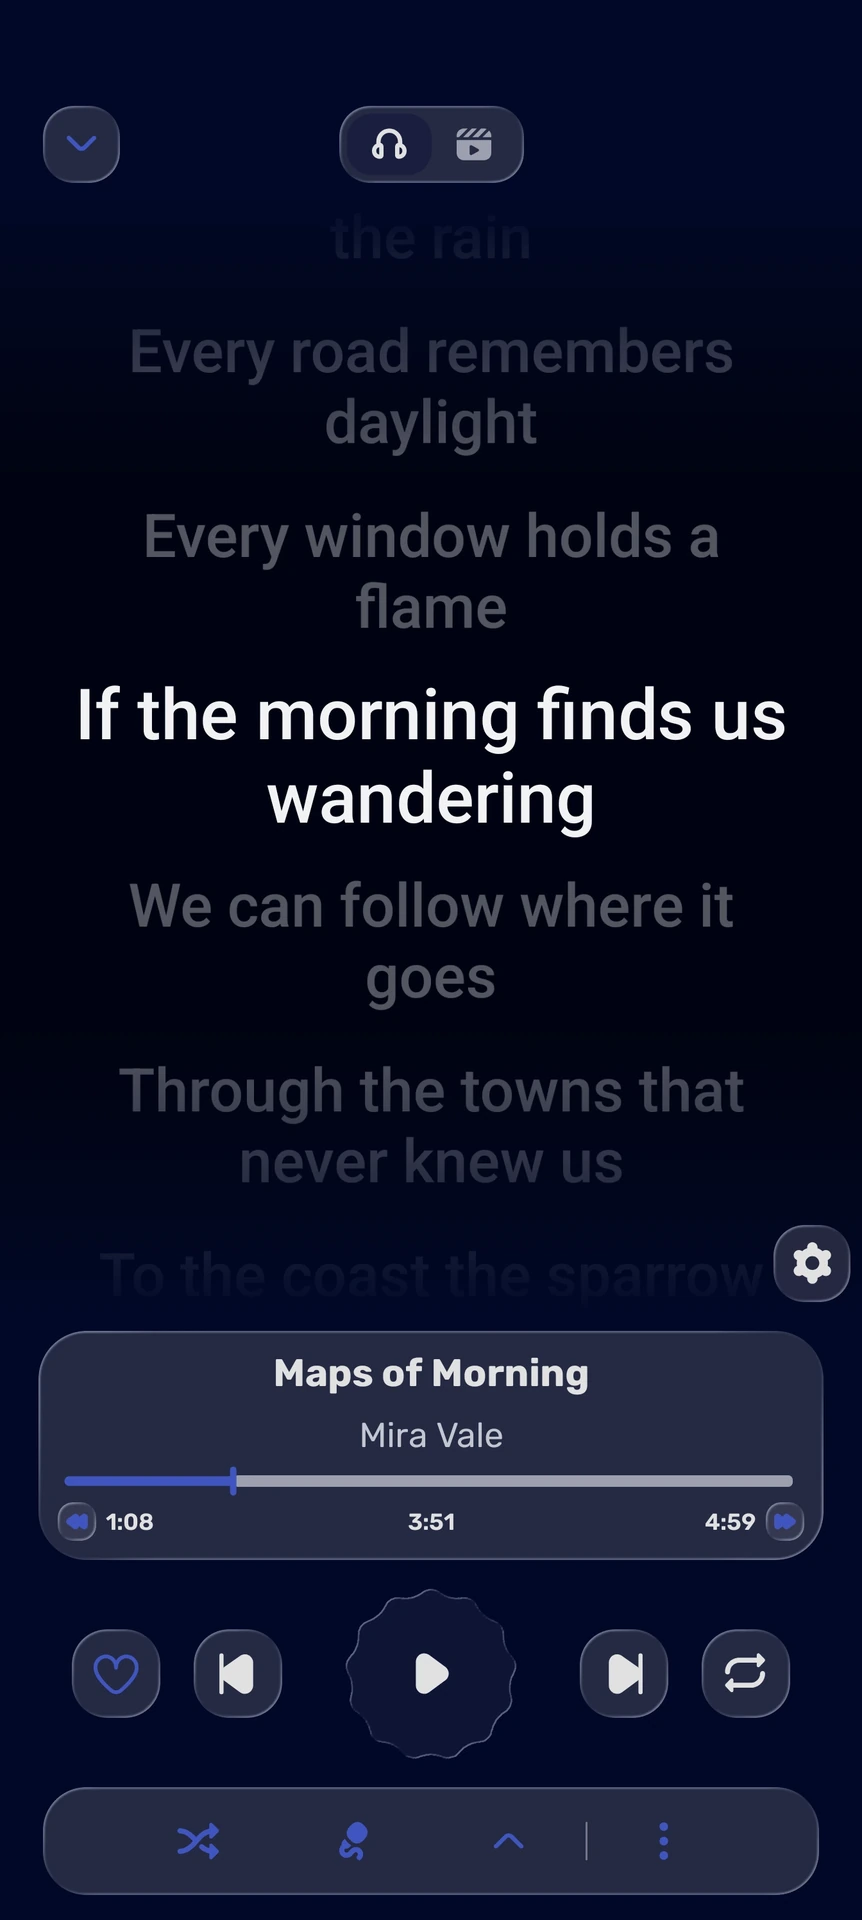 the rain
Every road remembers
daylight
Every window holds a
flame
If the morning finds us
wandering
We can follow where it
goes
Through the towns that
never knew us
To the coast the sparrow
Maps of Morning
Mira Vale
1:08 3:51 4:59